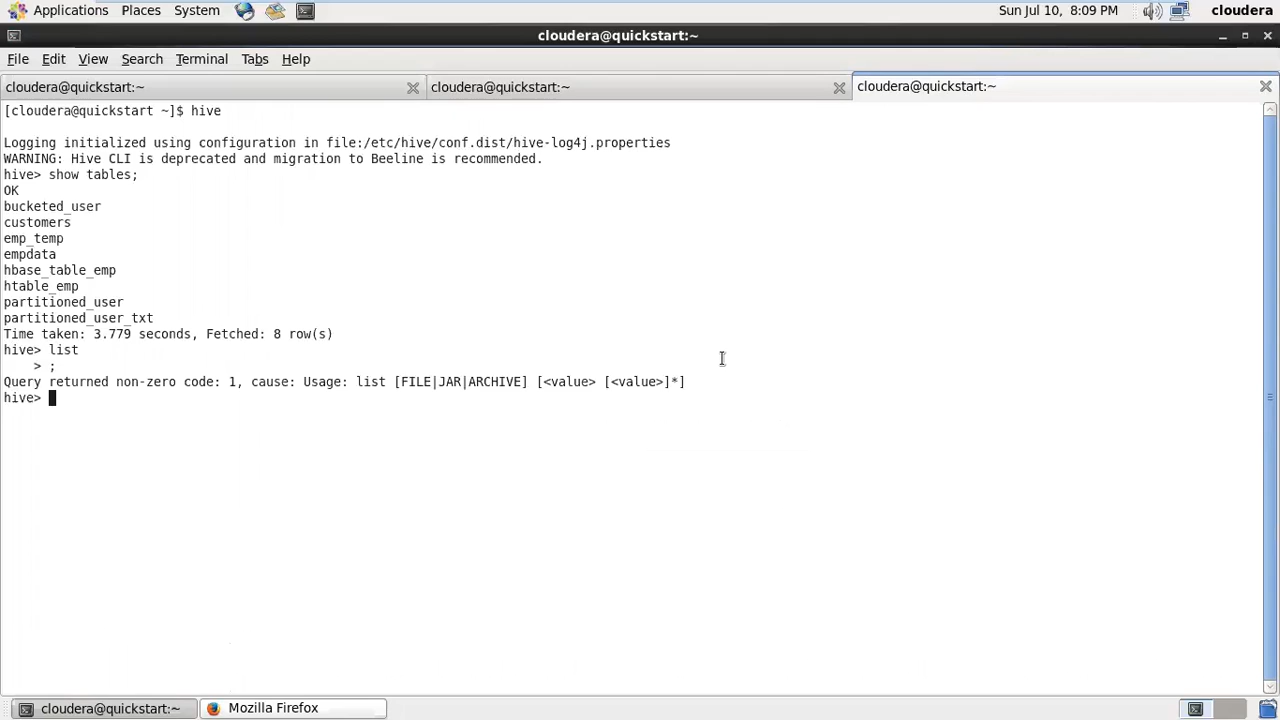 Applications Places System Sun Jul 10, 8:09 PM cloudera
cloudera@quickstart:~
File Edit View Search Terminal Tabs Help
cloudera@quickstart:~ cloudera@quickstart:~ cloudera@quickstart:~
[cloudera@quickstart ~]$ hive
Logging initialized using configuration in file:/etc/hive/conf.dist/hive-log4j.properties
WARNING: Hive CLI is deprecated and migration to Beeline is recommended.
hive> show tables;
OK
bucketed_user
customers
emp_temp
empdata
hbase_table_emp
htable_emp
partitioned_user
partitioned_user_txt
Time taken: 3.779 seconds, Fetched: 8 row(s)
hive> list
    > ;
Query returned non-zero code: 1, cause: Usage: list [FILE|JAR|ARCHIVE] [<value> [<value>]*]
hive>
cloudera@quickstart:~ Mozilla Firefox